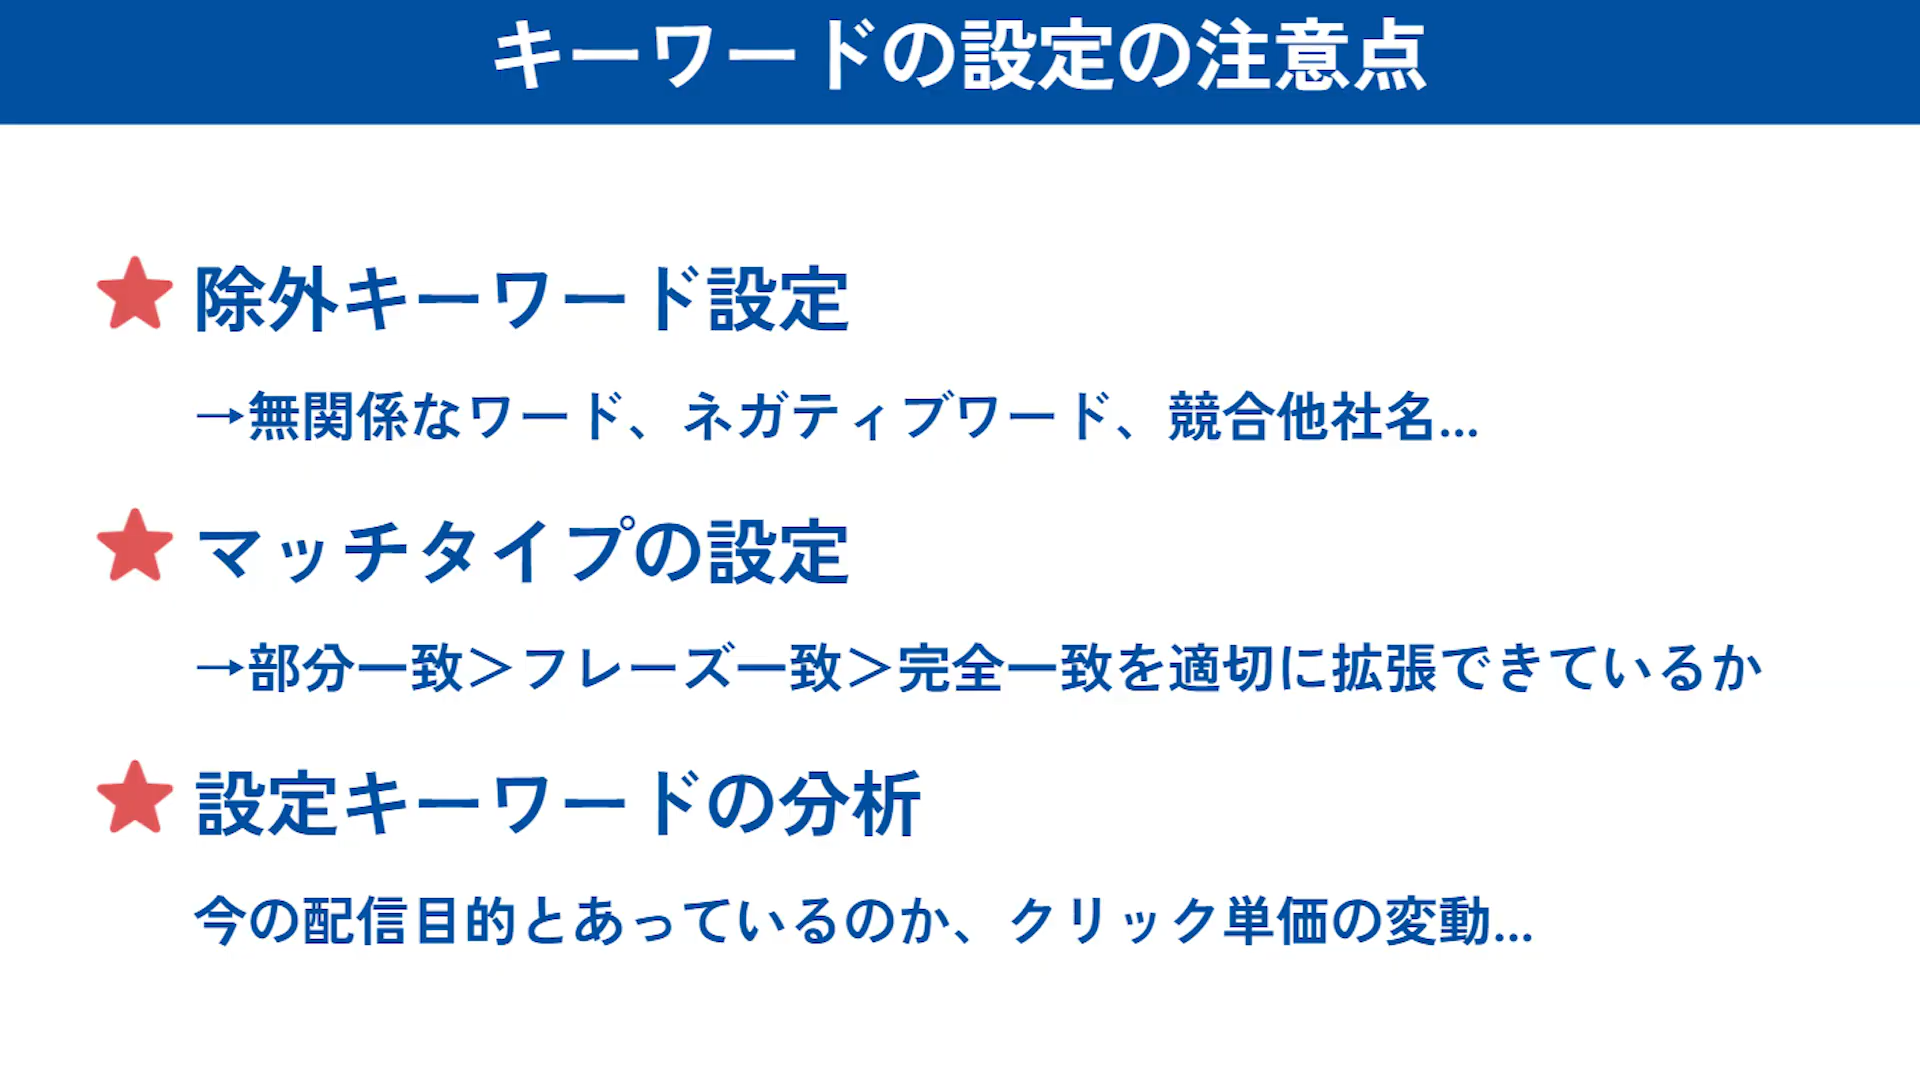 キーワードの設定の注意点
除外キーワード設定
→無関係なワード、ネガティブワード、競合他社名...
マッチタイプの設定
→部分一致＞フレーズ一致＞完全一致を適切に拡張できているか
設定キーワードの分析
今の配信目的とあっているのか、クリック単価の変動...